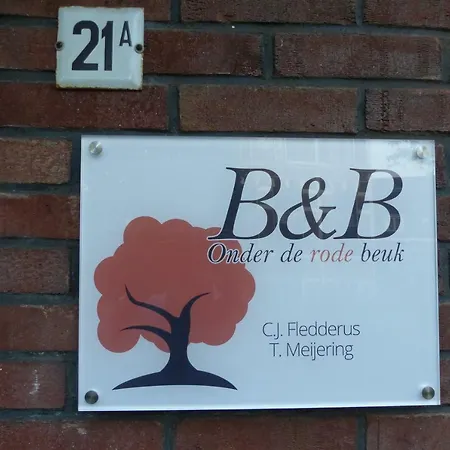 21A
B&B
Onder de rode beuk
C.J. Fledderus
T. Meijering